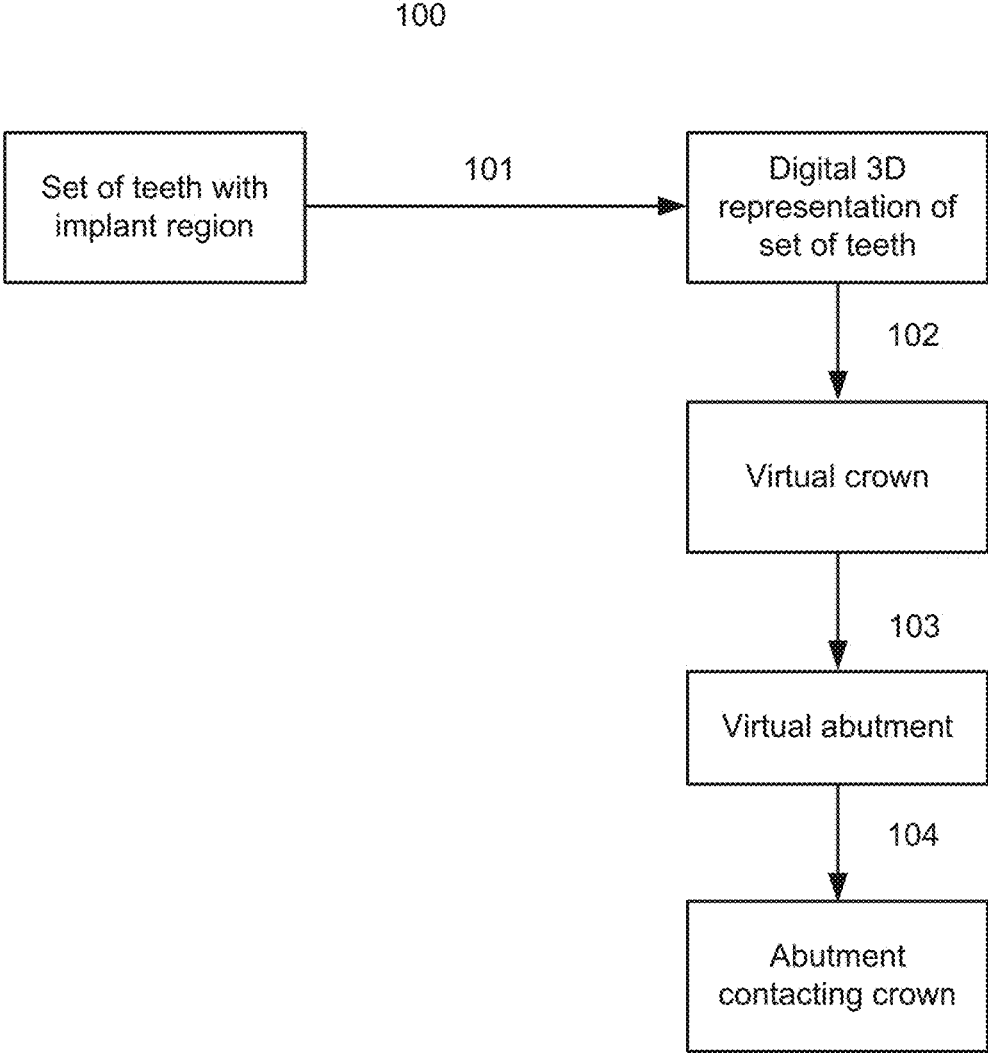 100
Set of teeth with
implant region
101
Digital 3D
representation of
set of teeth
102
Virtual crown
103
Virtual abutment
104
Abutment
contacting crown